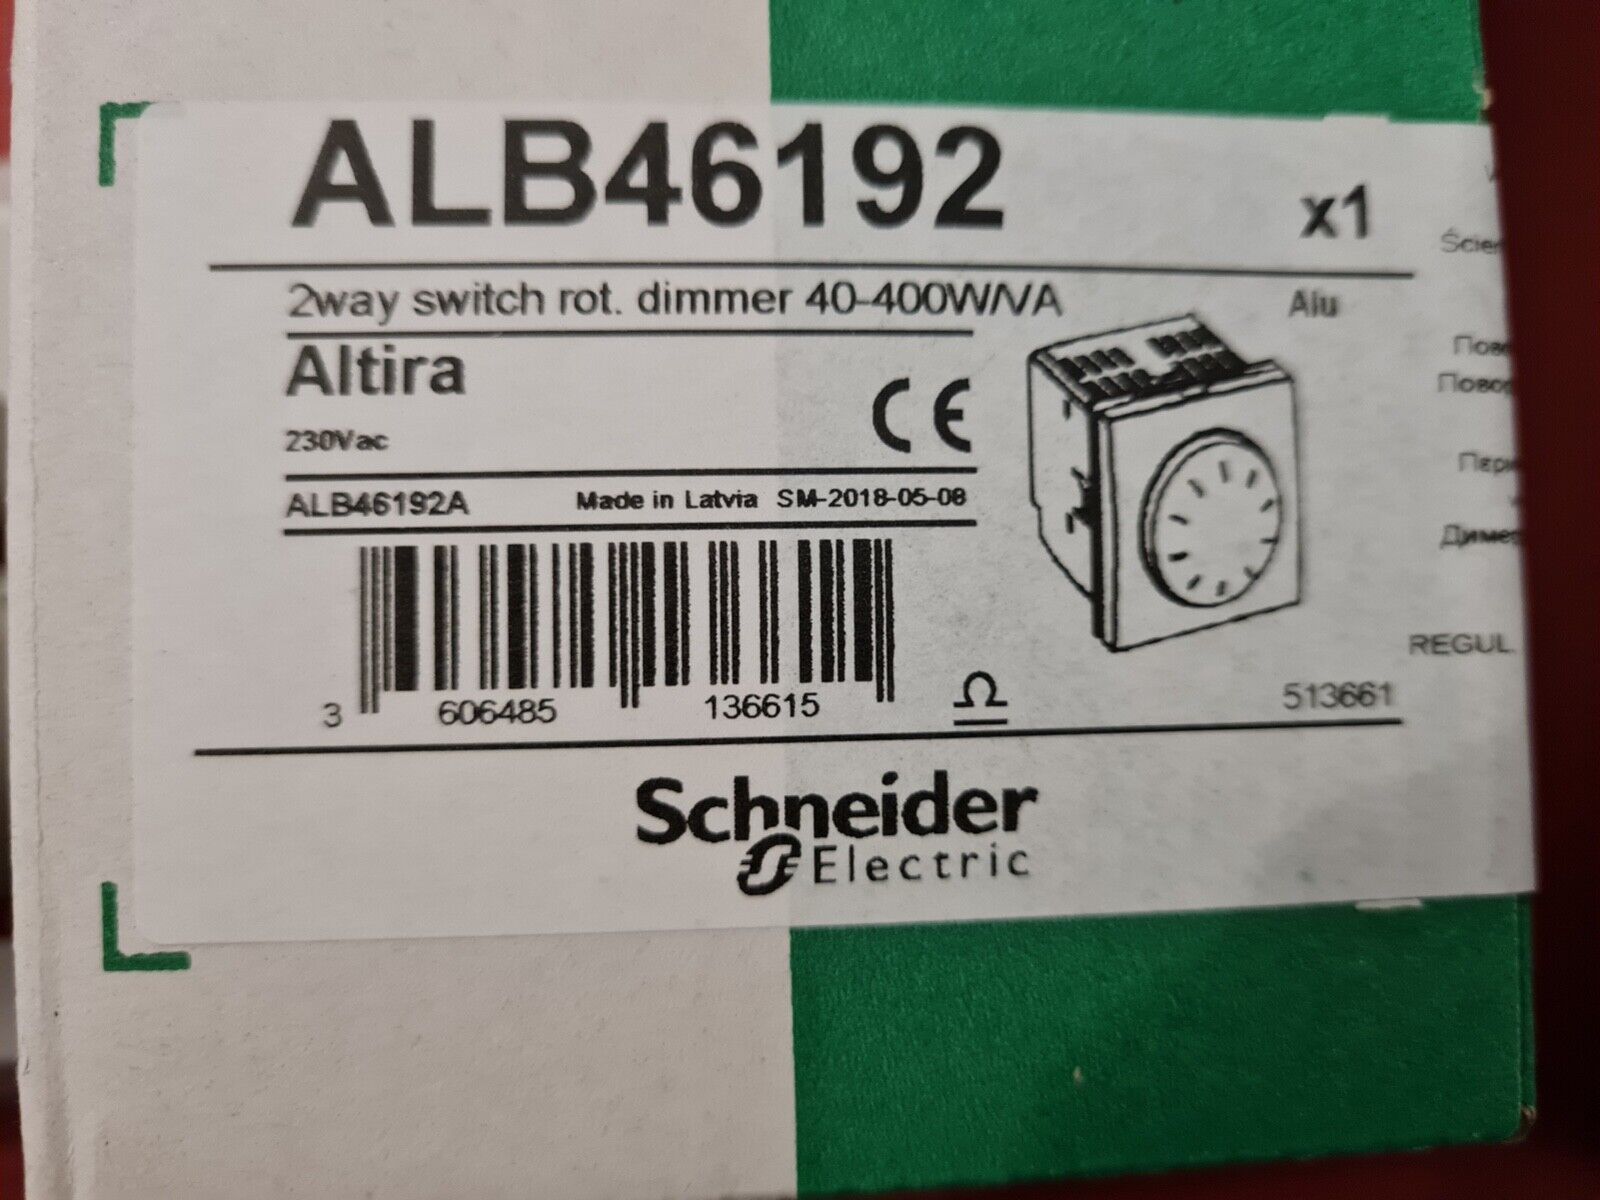 ALB46192
x1
2way switch rot. dimmer 40-400W/VA
Alu
Altira
230Vac
CE
ALB46192A Made in Latvia SM-2018-05-08
3 606485 136615
513661
Schneider
Electric
REGUL